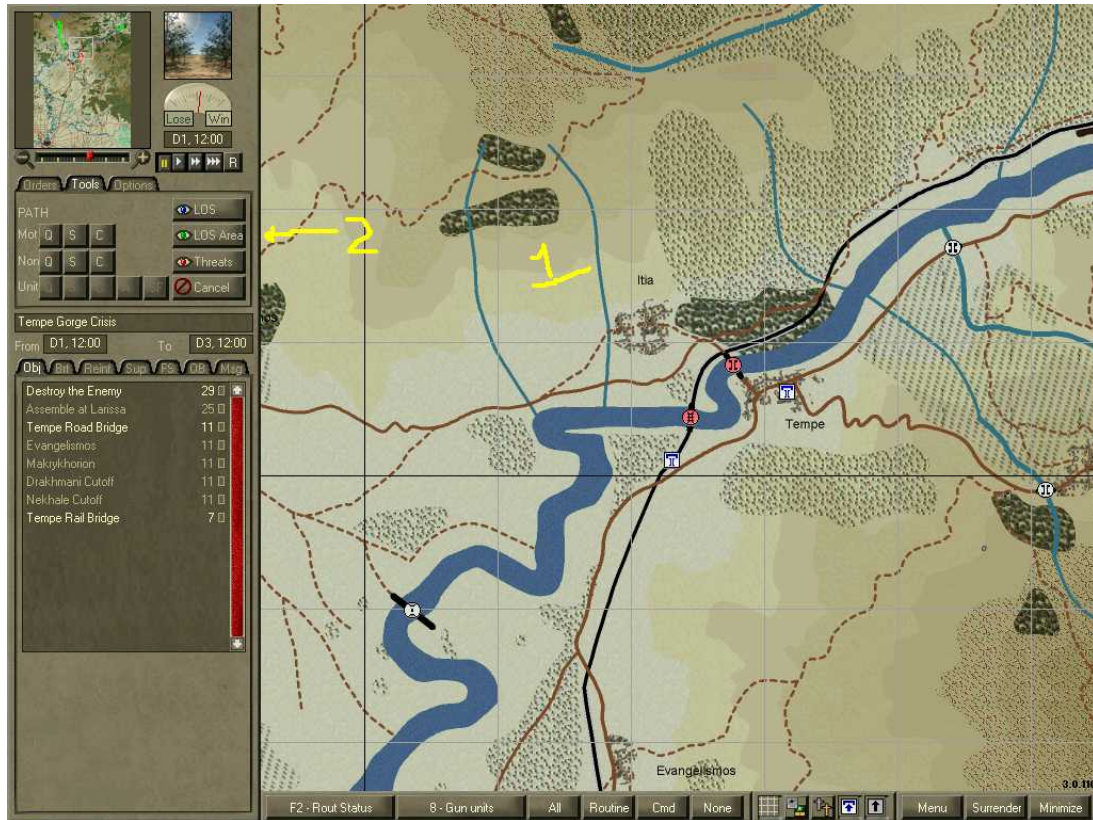 Lose Win
D1, 12:00
R
Orders Tools Options
PATH
LOS
Mot Q S C
LOS Area
Non Q S C
Threats
Unit
Cancel
Tempe Gorge Crisis
From D1, 12:00 To D3, 12:00
Obj Brf Reinf Sup FS OB Msg
Destroy the Enemy 29
Assemble at Larissa 25
Tempe Road Bridge 11
Evangelismos 11
Makrykhorion 11
Drakhmani Cutoff 11
Nekhale Cutoff 11
Tempe Rail Bridge 7
2
1
Itia
Tempe
Evangelismos
F2 - Rout Status 8 - Gun units All Routine Cmd None Menu Surrender Minimize